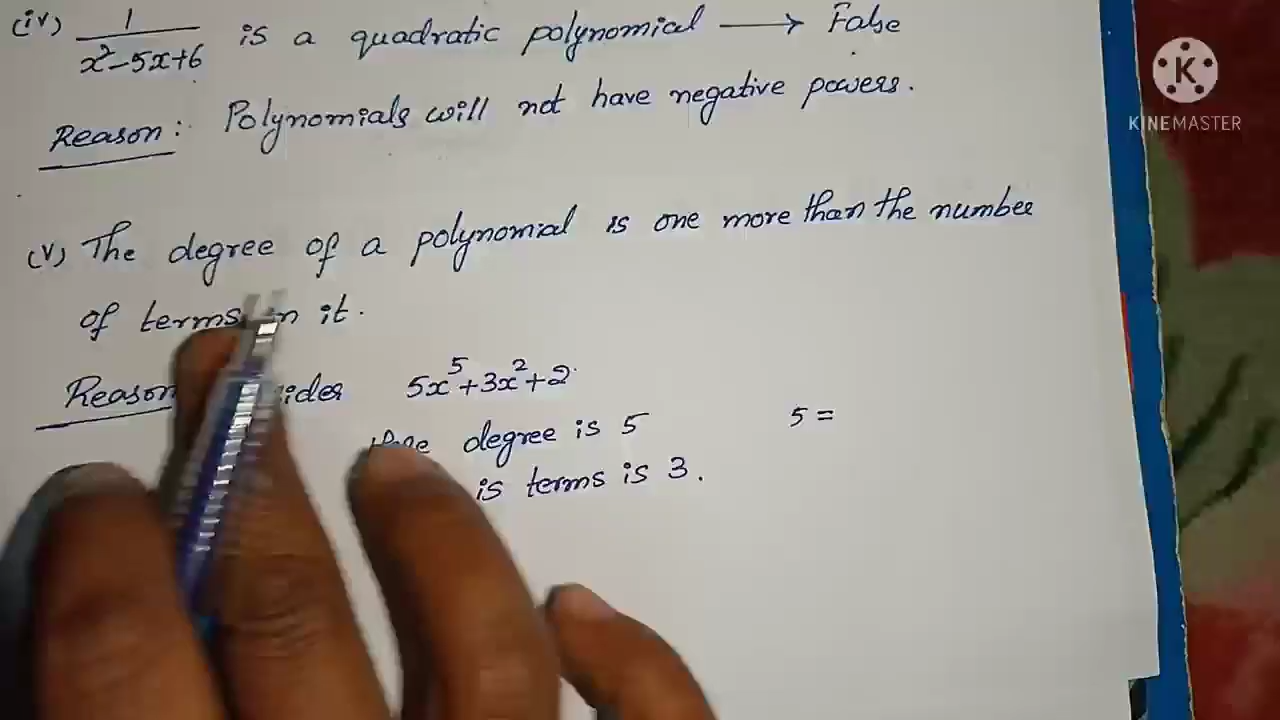 (iv) 1/(x²-5x+6) is a quadratic polynomial → False
Reason: Polynomials will not have negative powers.
(v) The degree of a polynomial is one more than the number
of terms in it.
Reason 5x⁵+3x²+2
degree is 5 5 =
is terms is 3.
K
KINEMASTER